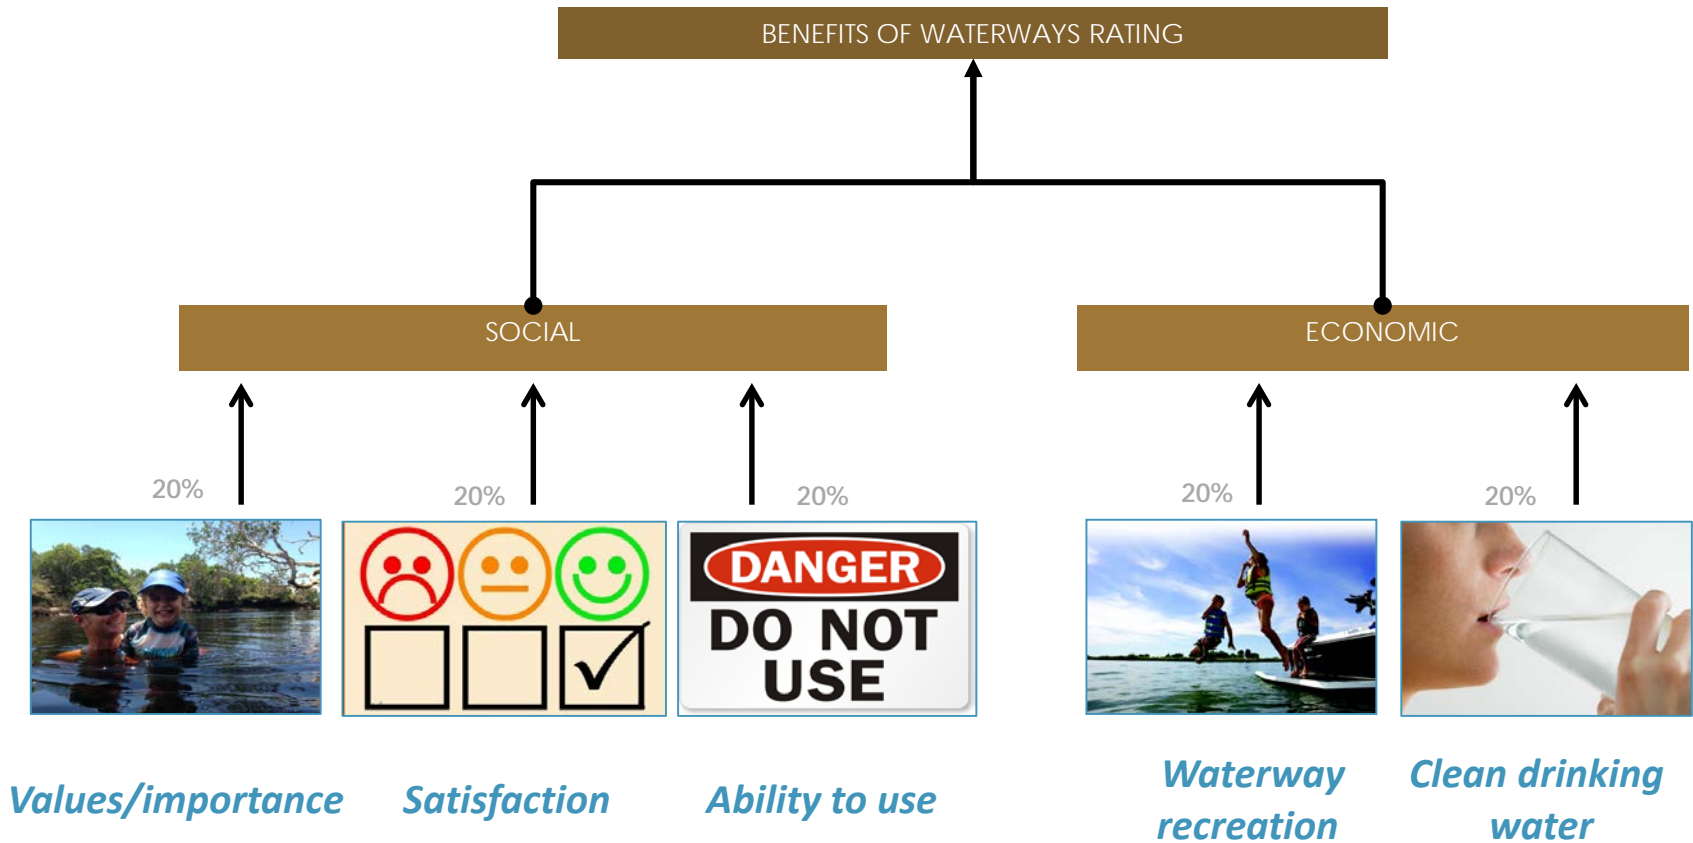 BENEFITS OF WATERWAYS RATING
SOCIAL
ECONOMIC
20%
20%
20%
20%
20%
DANGER
DO NOT
USE
Values/importance
Satisfaction
Ability to use
Waterway
recreation
Clean drinking
water